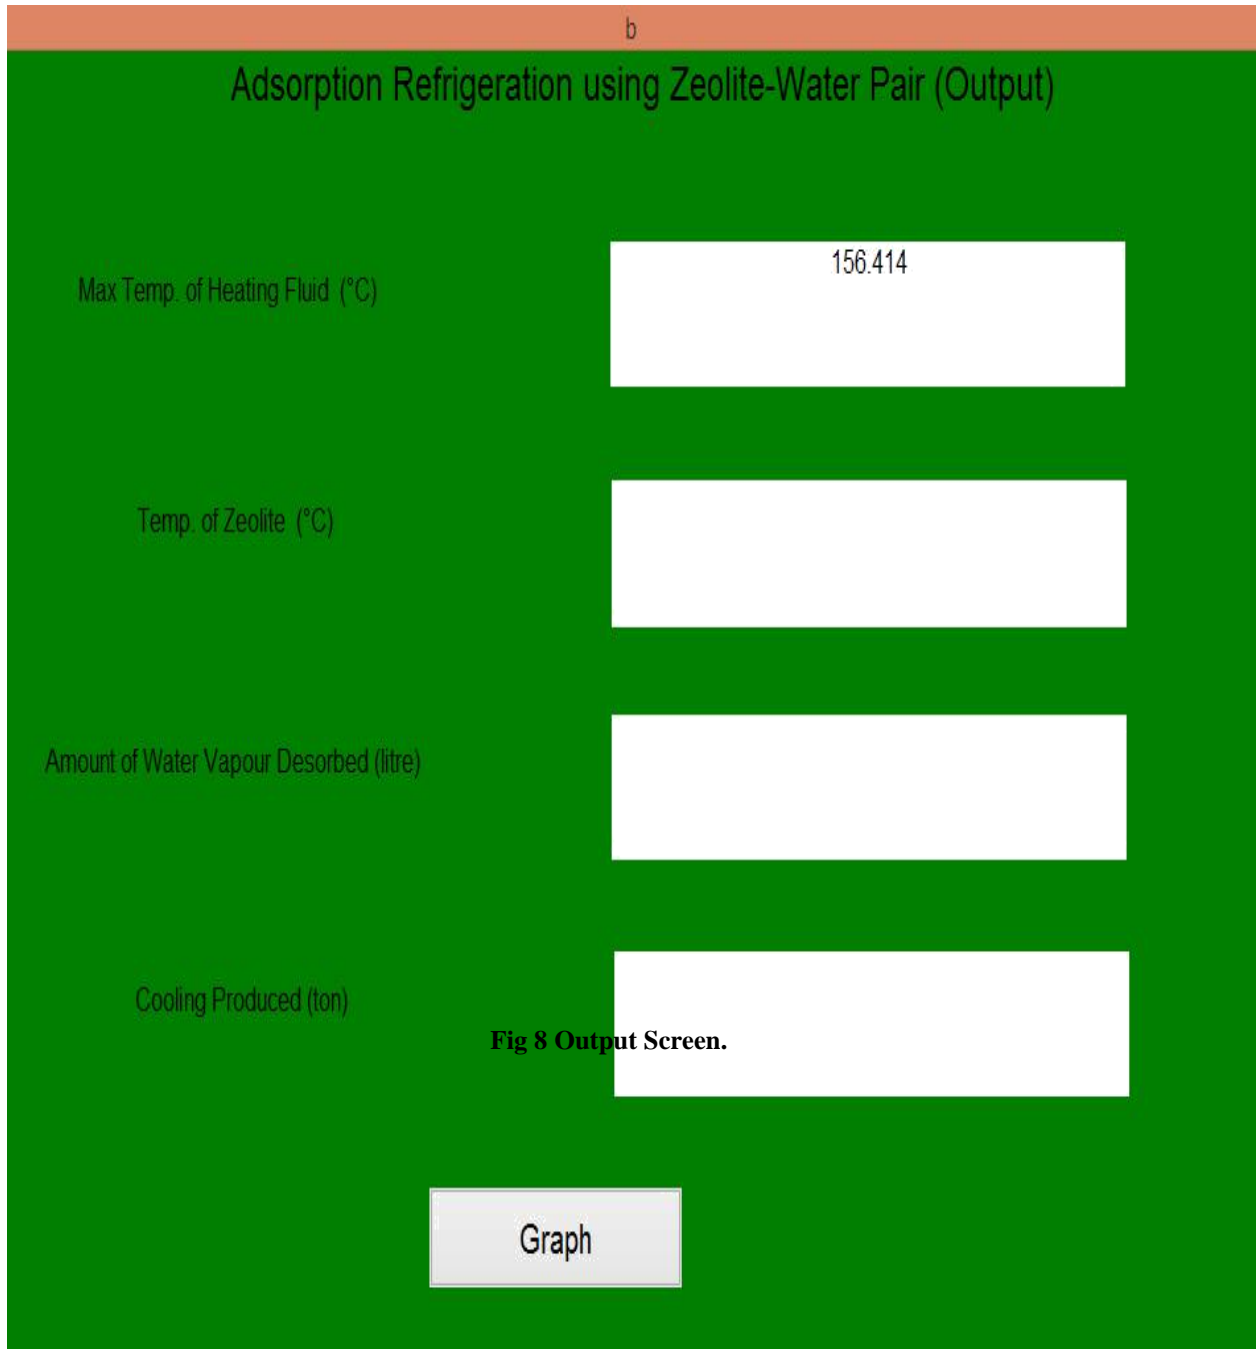 b
Adsorption Refrigeration using Zeolite-Water Pair (Output)
Max Temp. of Heating Fluid (°C)
156.414
Temp. of Zeolite (°C)
Amount of Water Vapour Desorbed (litre)
Cooling Produced (ton)
Fig 8 Output Screen.
Graph